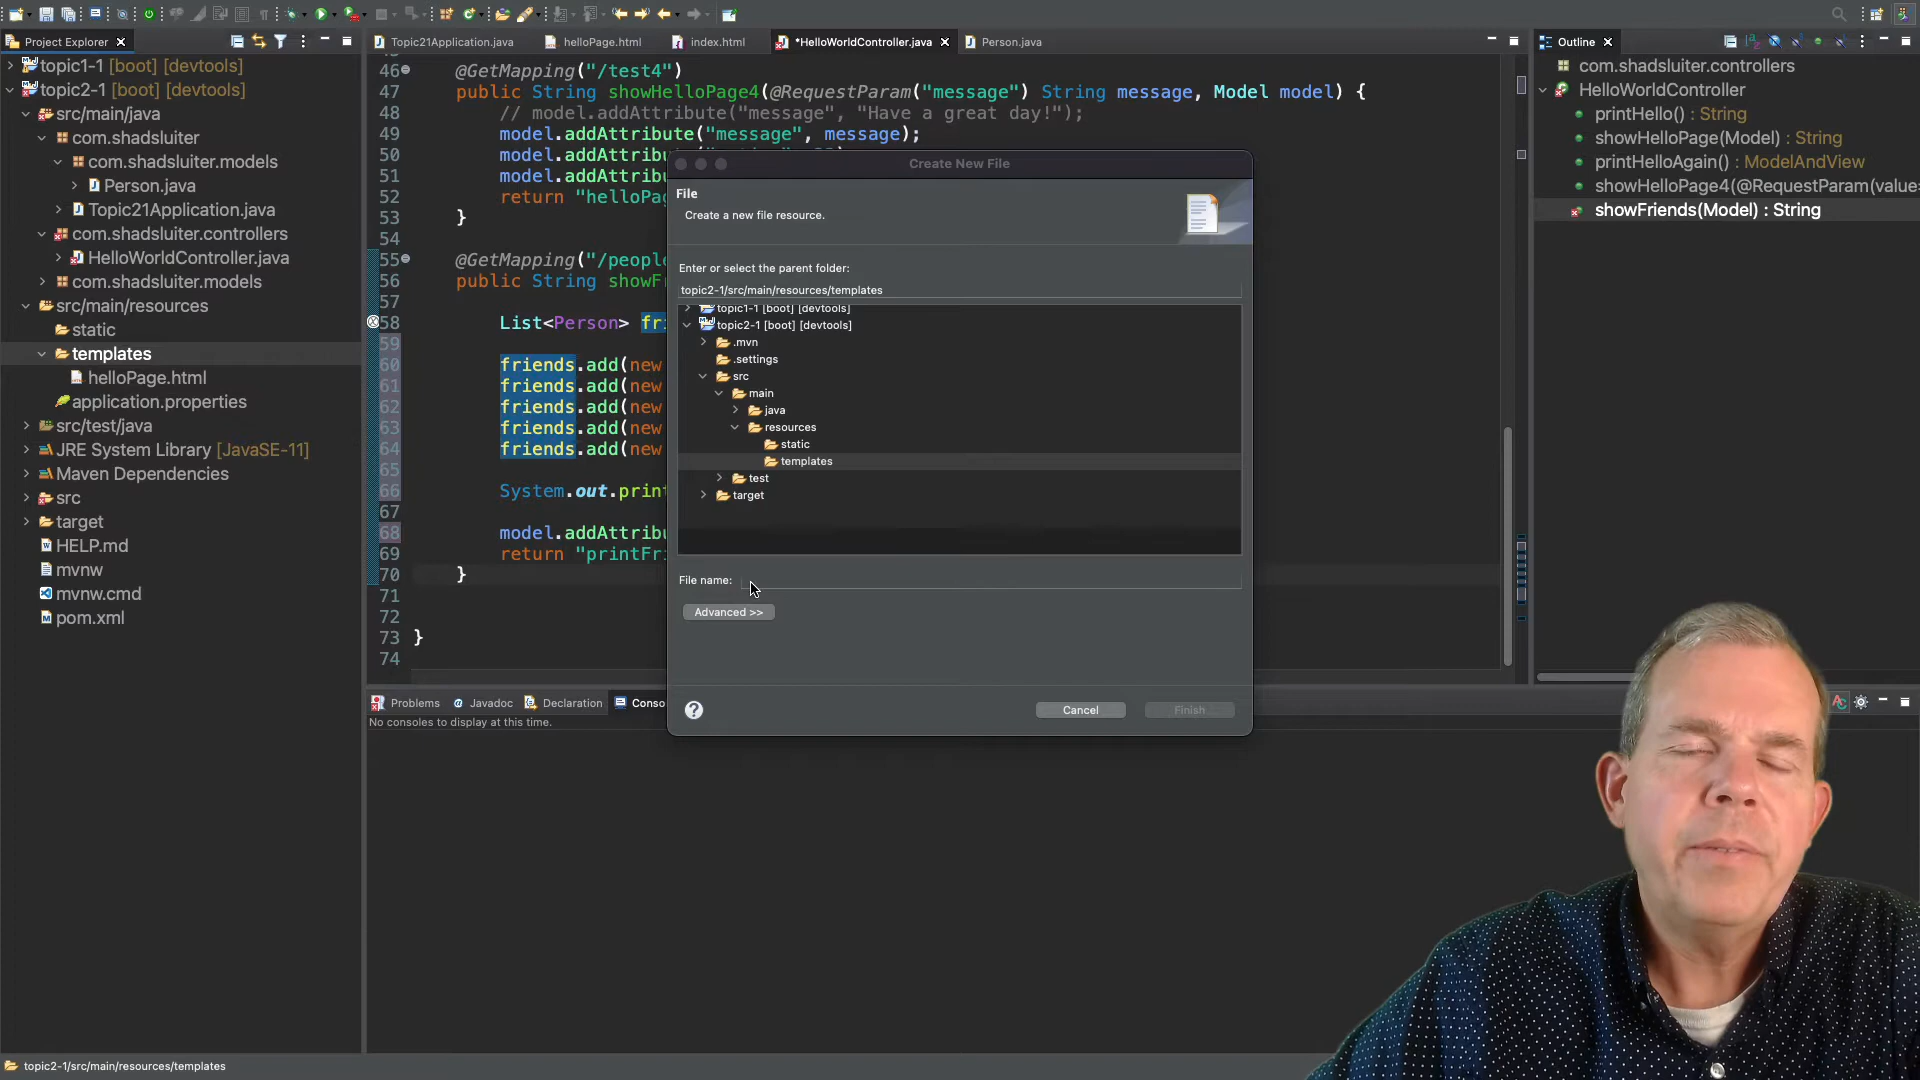 Project Explorer
topic1-1 [boot] [devtools]
topic2-1 [boot] [devtools]
src/main/java
com.shadsluiter
com.shadsluiter.models
Person.java
Topic21Application.java
com.shadsluiter.controllers
HelloWorldController.java
com.shadsluiter.models
src/main/resources
static
templates
helloPage.html
application.properties
src/test/java
JRE System Library [JavaSE-11]
Maven Dependencies
src
target
HELP.md
mvnw
mvnw.cmd
pom.xml
Topic21Application.java
helloPage.html
index.html
*HelloWorldController.java
Person.java
46 @GetMapping("/test4")
47 public String showHelloPage4(@RequestParam("message") String message, Model model) {
48 // model.addAttribute("message", "Have a great day!");
49 model.addAttribute("message", message);
50 model.addAttribu
51 model.addAttribu
52 return "helloPag
53 }
54
55 @GetMapping("/people
56 public String showF
57
58 List<Person> fri
59
60 friends.add(new
61 friends.add(new
62 friends.add(new
63 friends.add(new
64 friends.add(new
65
66 System.out.print
67
68 model.addAttribu
69 return "printFri
70 }
71
72
73 }
74
Create New File
File
Create a new file resource.
Enter or select the parent folder:
topic2-1/src/main/resources/templates
topic1-1 [boot] [devtools]
topic2-1 [boot] [devtools]
.mvn
.settings
src
main
java
resources
static
templates
test
target
File name:
Advanced >>
?
Cancel
Finish
Problems
@ Javadoc
Declaration
Conso
No consoles to display at this time.
Outline
com.shadsluiter.controllers
HelloWorldController
printHello() : String
showHelloPage(Model) : String
printHelloAgain() : ModelAndView
showHelloPage4(@RequestParam(value=
showFriends(Model) : String
topic2-1/src/main/resources/templates